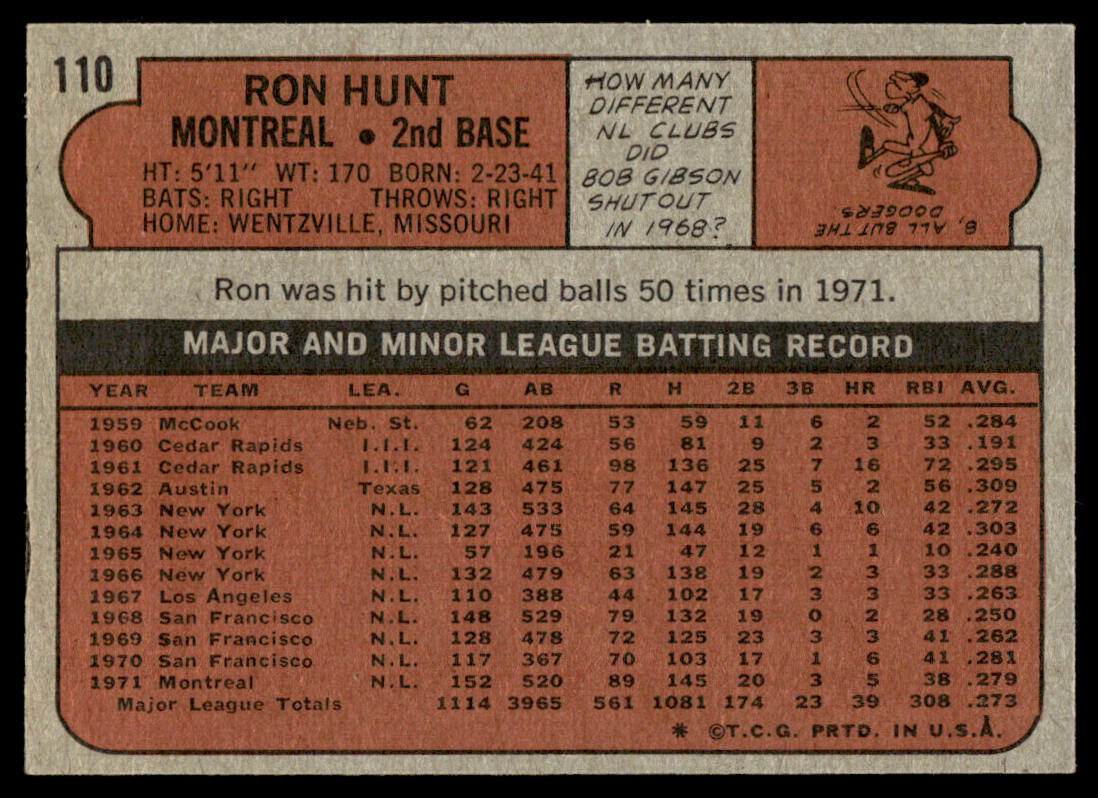 110
RON HUNT
MONTREAL • 2nd BASE
HT: 5'11" WT: 170 BORN: 2-23-41
BATS: RIGHT THROWS: RIGHT
HOME: WENTZVILLE, MISSOURI
HOW MANY
DIFFERENT
NL CLUBS
DID
BOB GIBSON
SHUTOUT
IN 1968?
8, ALL BUT THE
DODGERS.
Ron was hit by pitched balls 50 times in 1971.
MAJOR AND MINOR LEAGUE BATTING RECORD
YEAR TEAM LEA. G AB R H 2B 3B HR RBI AVG.
1959 McCook Neb. St. 62 208 53 59 11 6 2 52 .284
1960 Cedar Rapids I.I.I. 124 424 56 81 9 2 3 33 .191
1961 Cedar Rapids I.I.I. 121 461 98 136 25 7 16 72 .295
1962 Austin Texas 128 475 77 147 25 5 2 56 .309
1963 New York N.L. 143 533 64 145 28 4 10 42 .272
1964 New York N.L. 127 475 59 144 19 6 6 42 .303
1965 New York N.L. 57 196 21 47 12 1 1 10 .240
1966 New York N.L. 132 479 63 138 19 2 3 33 .288
1967 Los Angeles N.L. 110 388 44 102 17 3 3 33 .263
1968 San Francisco N.L. 148 529 79 132 19 0 2 28 .250
1969 San Francisco N.L. 128 478 72 125 23 3 3 41 .262
1970 San Francisco N.L. 117 367 70 103 17 1 6 41 .281
1971 Montreal N.L. 152 520 89 145 20 3 5 38 .279
Major League Totals 1114 3965 561 1081 174 23 39 308 .273
* ©T.C.G. PRTD. IN U.S.A.